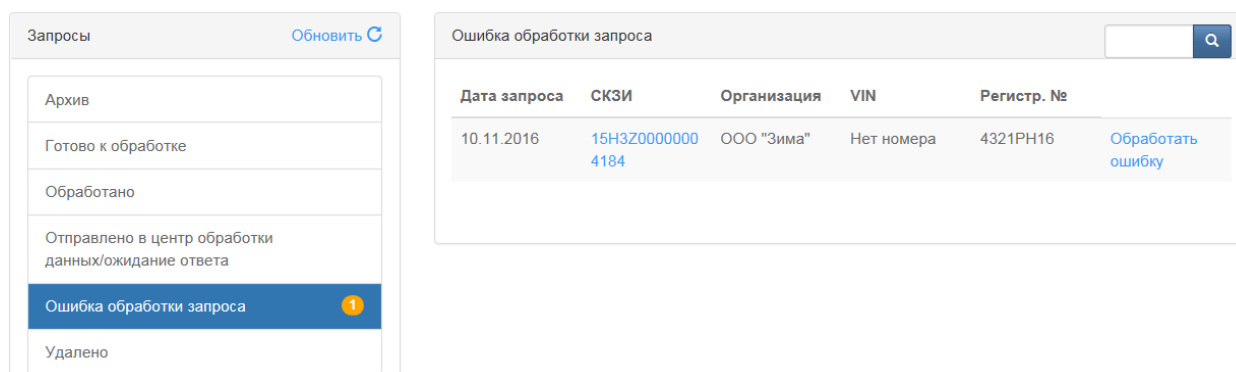 Запросы
Обновить
Архив
Готово к обработке
Обработано
Отправлено в центр обработки
данных/ожидание ответа
Ошибка обработки запроса 1
Удалено
Ошибка обработки запроса
Дата запроса СКЗИ Организация VIN Регистр. №
10.11.2016 15H3Z0000000 ООО "Зима" Нет номера 4321РН16 Обработать
4184 ошибку